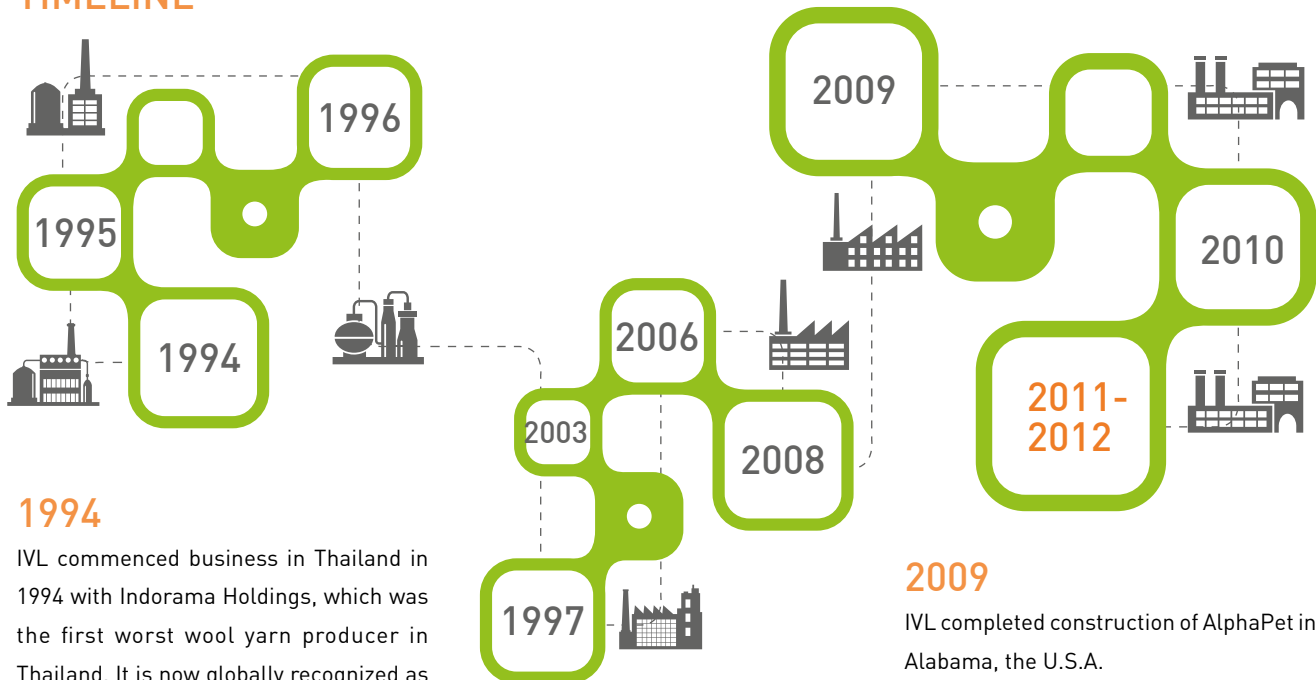 TIMELINE
1996
1995
1994
2003
2006
2008
1997
2009
2010
2011-
2012
1994
IVL commenced business in Thailand in
1994 with Indorama Holdings, which was
the first worst wool yarn producer in
Thailand. It is now globally recognized as
2009
IVL completed construction of AlphaPet in
Alabama, the U.S.A.